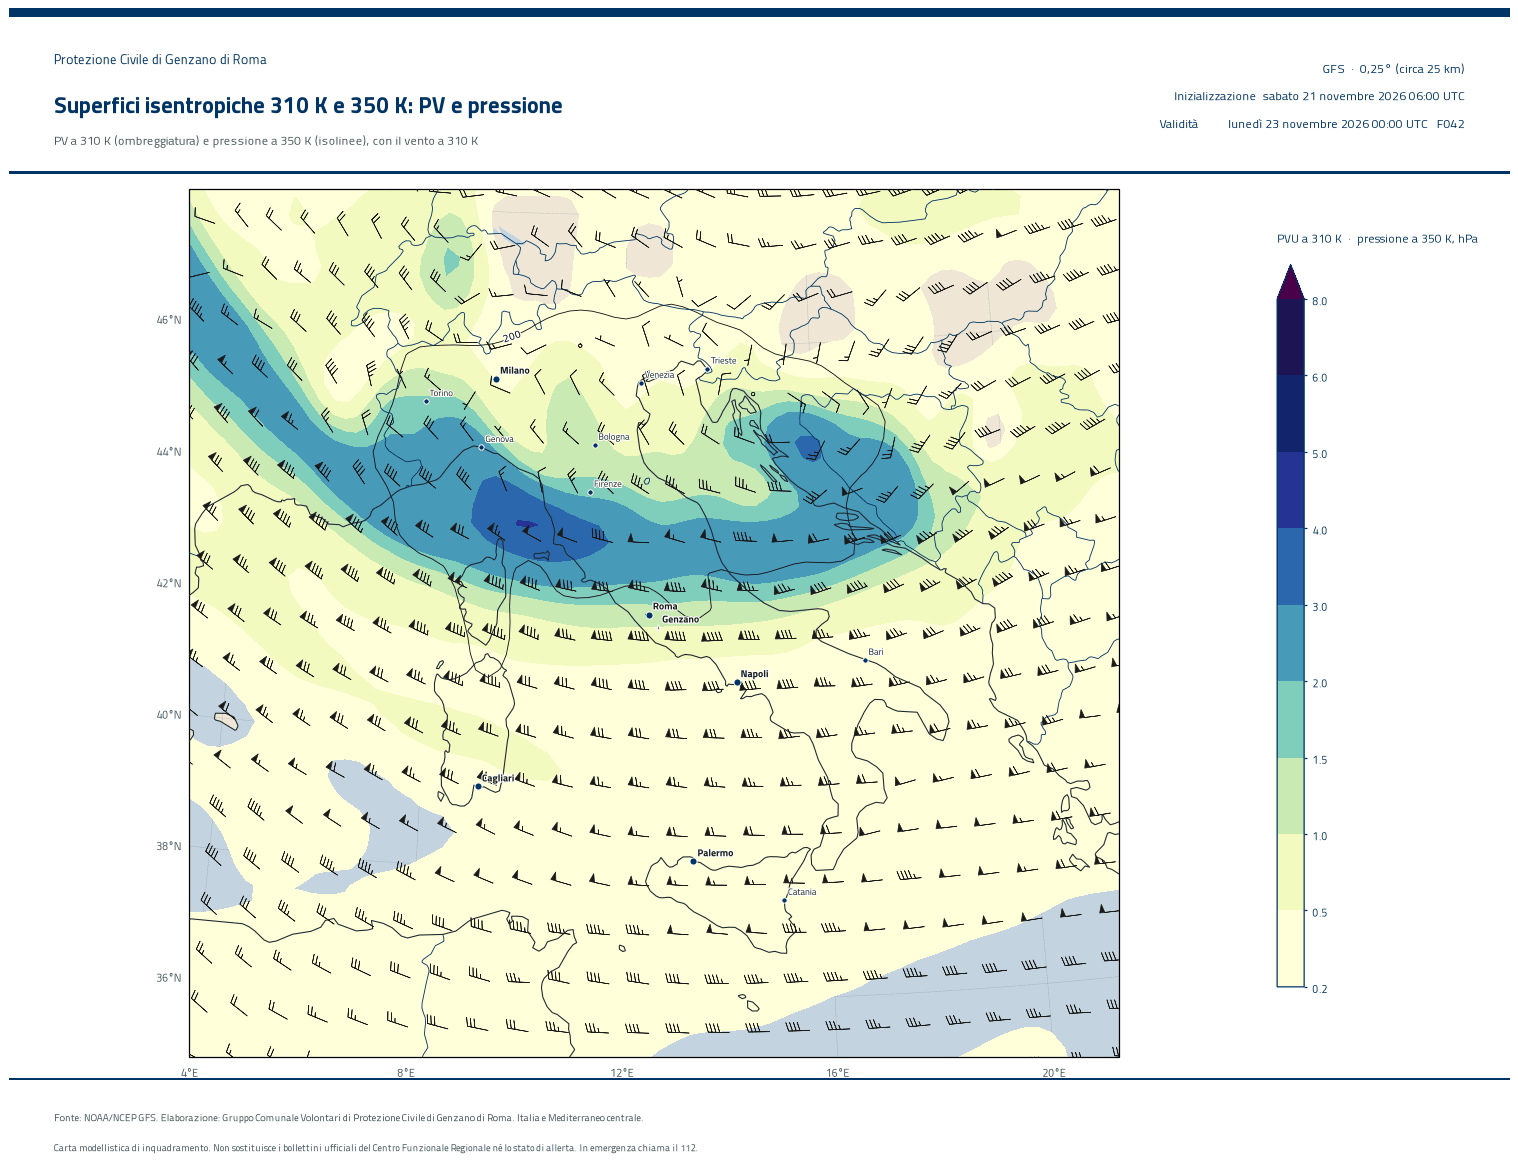 Protezione Civile di Genzano di Roma
Superfici isentropiche 310 K e 350 K: PV e pressione
PV a 310 K (ombreggiatura) e pressione a 350 K (isolinee), con il vento a 310 K
GFS · 0,25° (circa 25 km)
Inizializzazione sabato 21 novembre 2026 06:00 UTC
Validità lunedì 23 novembre 2026 00:00 UTC F042
PVU a 310 K · pressione a 350 K, hPa
8.0
6.0
5.0
4.0
3.0
2.0
1.5
1.0
0.5
0.2
46°N
44°N
42°N
40°N
38°N
36°N
4°E
8°E
12°E
16°E
20°E
200
Milano
Torino
Venezia
Trieste
Genova
Bologna
Firenze
Roma
Genzano
Napoli
Bari
Cagliari
Palermo
Catania
Fonte: NOAA/NCEP GFS. Elaborazione: Gruppo Comunale Volontari di Protezione Civile di Genzano di Roma. Italia e Mediterraneo centrale.
Carta modellistica di inquadramento. Non sostituisce i bollettini ufficiali del Centro Funzionale Regionale né lo stato di allerta. In emergenza chiama il 112.